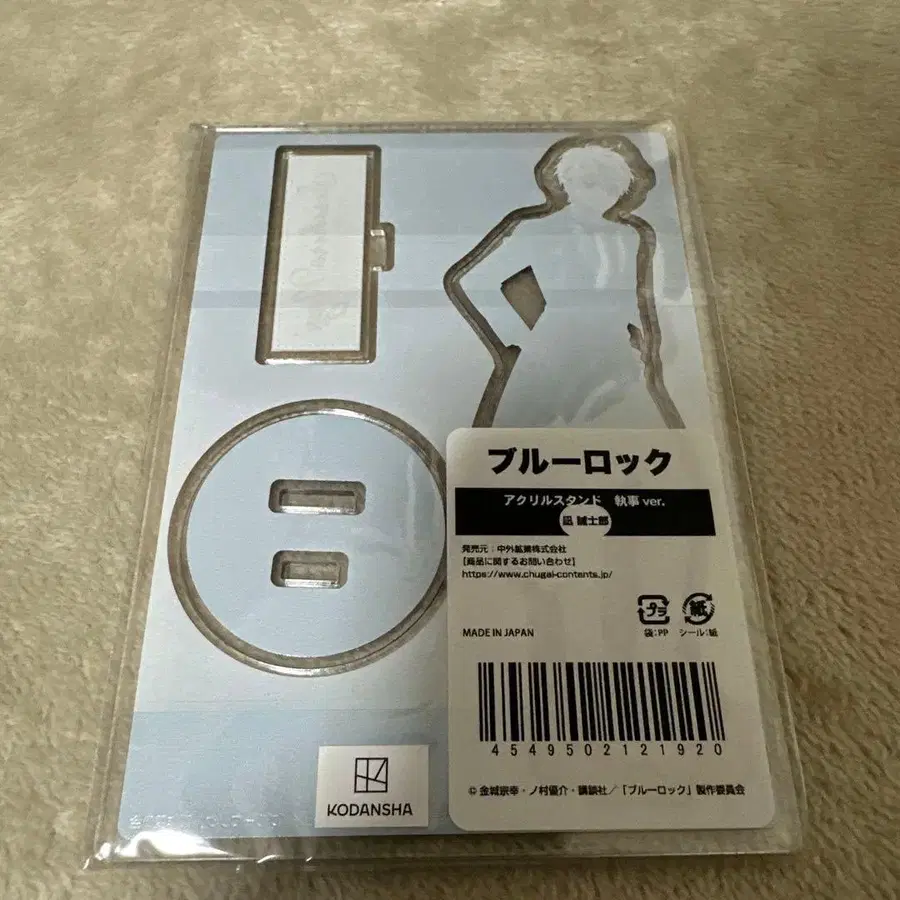 ブルーロック
アクリルスタンド 執事 ver.
凪 誠士郎
発売元：中外鉱業株式会社
【商品に関するお問い合わせ】
https://www.chugai-contents.jp/
プラ 紙
袋:PP シール:紙
MADE IN JAPAN
4549502121920
© 金城宗幸・ノ村優介・講談社／「ブルーロック」製作委員会
KODANSHA